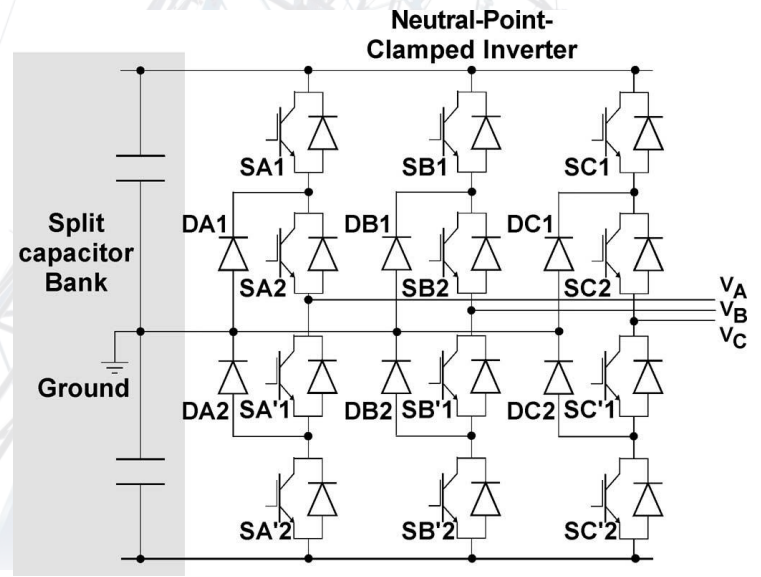 Neutral-Point-
Clamped Inverter
SA1
SB1
SC1
Split
capacitor
Bank
DA1
DB1
DC1
SA2
SB2
SC2
VA
VB
VC
Ground
DA2
SA'1
DB2
SB'1
DC2
SC'1
SA'2
SB'2
SC'2